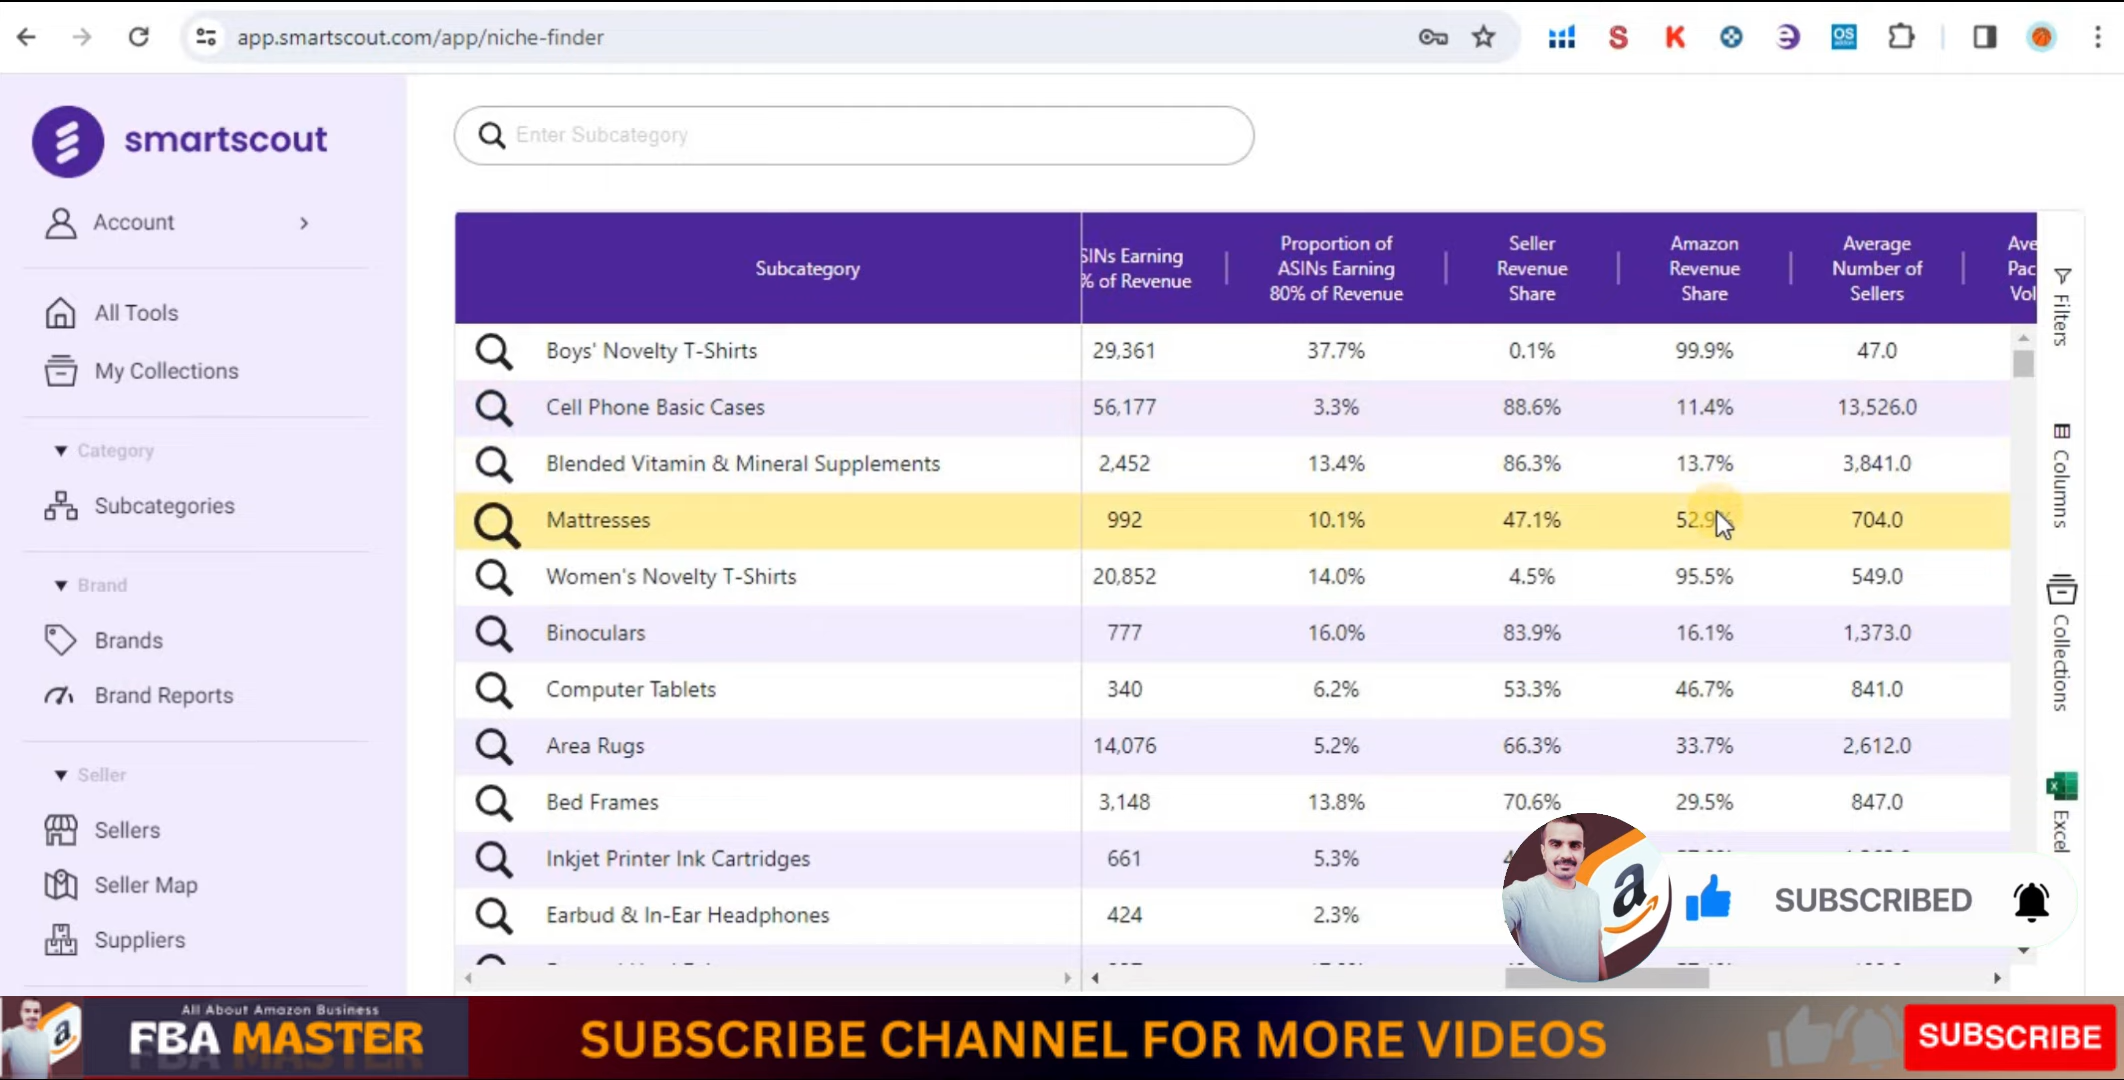 app.smartscout.com/app/niche-finder
OS
smartscout
Account
All Tools
My Collections
Category
Subcategories
Brand
Brands
Brand Reports
Seller
Sellers
Seller Map
Suppliers
Enter Subcategory
Subcategory
SINs Earning
% of Revenue
Proportion of
ASINs Earning
80% of Revenue
Seller
Revenue
Share
Amazon
Revenue
Share
Average
Number of
Sellers
Ave
Pac
Vol
Boys' Novelty T-Shirts 29,361 37.7% 0.1% 99.9% 47.0
Cell Phone Basic Cases 56,177 3.3% 88.6% 11.4% 13,526.0
Blended Vitamin & Mineral Supplements 2,452 13.4% 86.3% 13.7% 3,841.0
Mattresses 992 10.1% 47.1% 52.9% 704.0
Women's Novelty T-Shirts 20,852 14.0% 4.5% 95.5% 549.0
Binoculars 777 16.0% 83.9% 16.1% 1,373.0
Computer Tablets 340 6.2% 53.3% 46.7% 841.0
Area Rugs 14,076 5.2% 66.3% 33.7% 2,612.0
Bed Frames 3,148 13.8% 70.6% 29.5% 847.0
Inkjet Printer Ink Cartridges 661 5.3%
Earbud & In-Ear Headphones 424 2.3%
Filters
Columns
Collections
Excel
SUBSCRIBED
All About Amazon Business
FBA MASTER
SUBSCRIBE CHANNEL FOR MORE VIDEOS
SUBSCRIBE